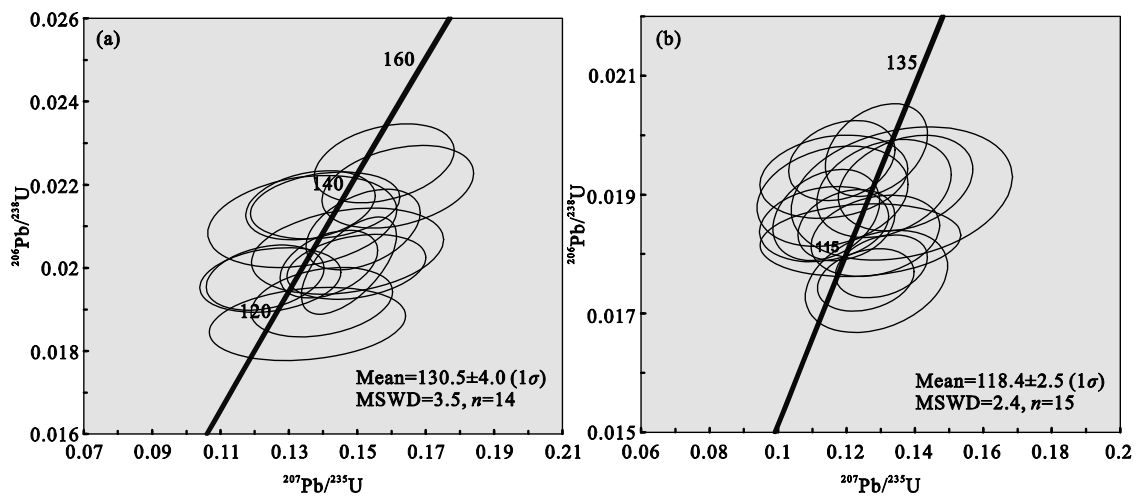 (a)
0.026
0.024
0.022
0.02
0.018
0.016
²⁰⁶Pb/²³⁸U
160
140
120
Mean=130.5±4.0 (1σ)
MSWD=3.5, n=14
0.07 0.09 0.11 0.13 0.15 0.17 0.19 0.21
²⁰⁷Pb/²³⁵U
(b)
0.021
0.019
0.017
0.015
²⁰⁶Pb/²³⁸U
135
115
Mean=118.4±2.5 (1σ)
MSWD=2.4, n=15
0.06 0.08 0.1 0.12 0.14 0.16 0.18 0.2
²⁰⁷Pb/²³⁵U